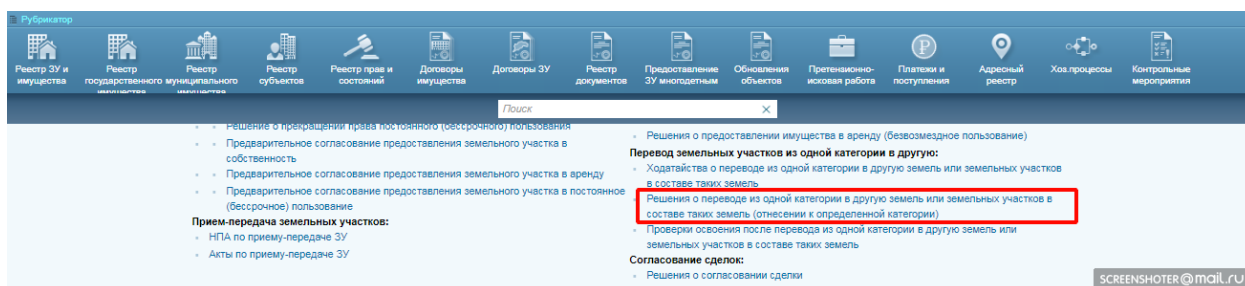 Рубрикатор
Реестр ЗУ и
имущества
Реестр
государственного
имущества
Реестр
муниципального
имущества
Реестр
субъектов
Реестр прав и
состояний
Договоры
имущества
Договоры ЗУ
Реестр
документов
Предоставление
ЗУ многодетным
Обновления
объектов
Претензионно-
исковая работа
Платежи и
поступления
Адресный
реестр
Хоз.процессы
Контрольные
мероприятия
Поиск
Решение о прекращении права постоянного (бессрочного) пользования
Предварительное согласование предоставления земельного участка в
собственность
Предварительное согласование предоставления земельного участка в аренду
Предварительное согласование предоставления земельного участка в постоянное
(бессрочное) пользование
Прием-передача земельных участков:
НПА по приему-передаче ЗУ
Акты по приему-передаче ЗУ
Решения о предоставлении имущества в аренду (безвозмездное пользование)
Перевод земельных участков из одной категории в другую:
Ходатайства о переводе из одной категории в другую земель или земельных участков
в составе таких земель
Решения о переводе из одной категории в другую земель или земельных участков в
составе таких земель (отнесении к определенной категории)
Проверки освоения после перевода из одной категории в другую земель или
земельных участков в составе таких земель
Согласование сделок:
Решения о согласовании сделки
SCREENSHOTER@mail.ru